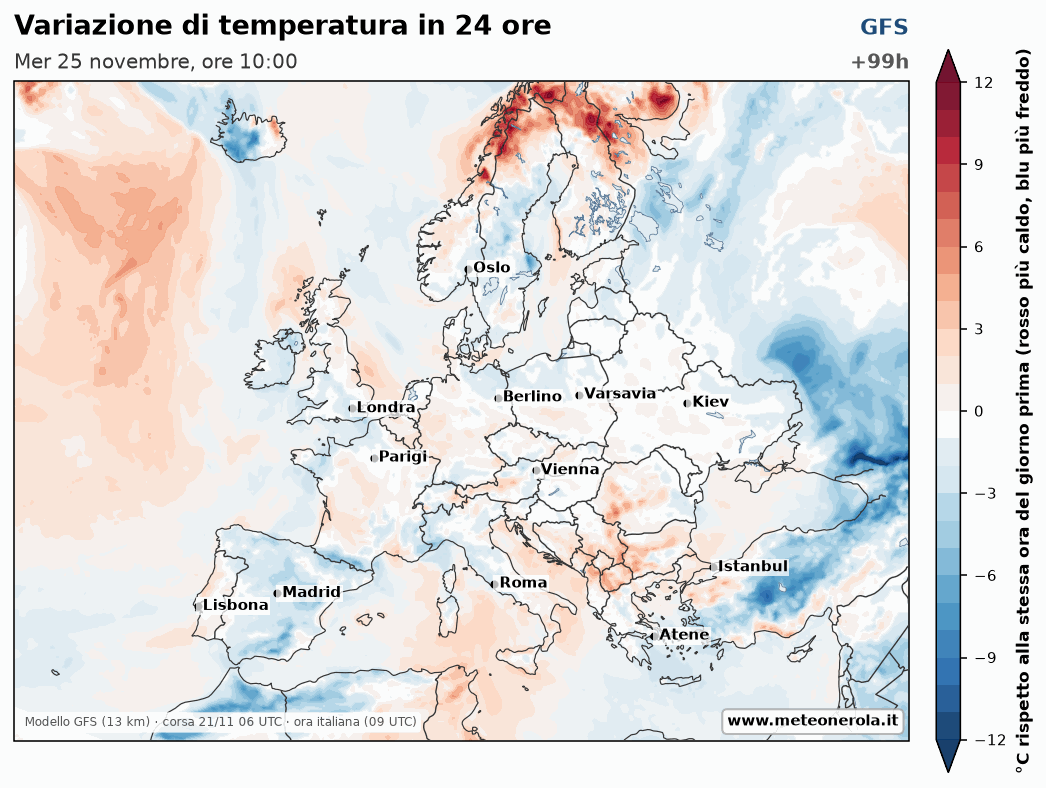 Variazione di temperatura in 24 ore
GFS
Mer 25 novembre, ore 10:00
+99h
Oslo
Berlino
Varsavia
Kiev
Londra
Parigi
Vienna
Istanbul
Roma
Madrid
Lisbona
Atene
Modello GFS (13 km) · corsa 21/11 06 UTC · ora italiana (09 UTC)
www.meteonerola.it
12
9
6
3
0
−3
−6
−9
−12
°C rispetto alla stessa ora del giorno prima (rosso più caldo, blu più freddo)